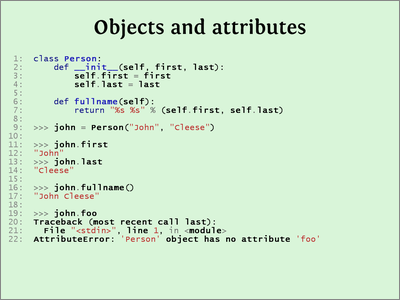 Objects and attributes
1: class Person:
2:     def __init__(self, first, last):
3:         self.first = first
4:         self.last = last
5:
6:     def fullname(self):
7:         return "%s %s" % (self.first, self.last)
8:
9: >>> john = Person("John", "Cleese")
10:
11: >>> john.first
12: "John"
13: >>> john.last
14: "Cleese"
15:
16: >>> john.fullname()
17: "John Cleese"
18:
19: >>> john.foo
20: Traceback (most recent call last):
21:   File "<stdin>", line 1, in <module>
22: AttributeError: 'Person' object has no attribute 'foo'